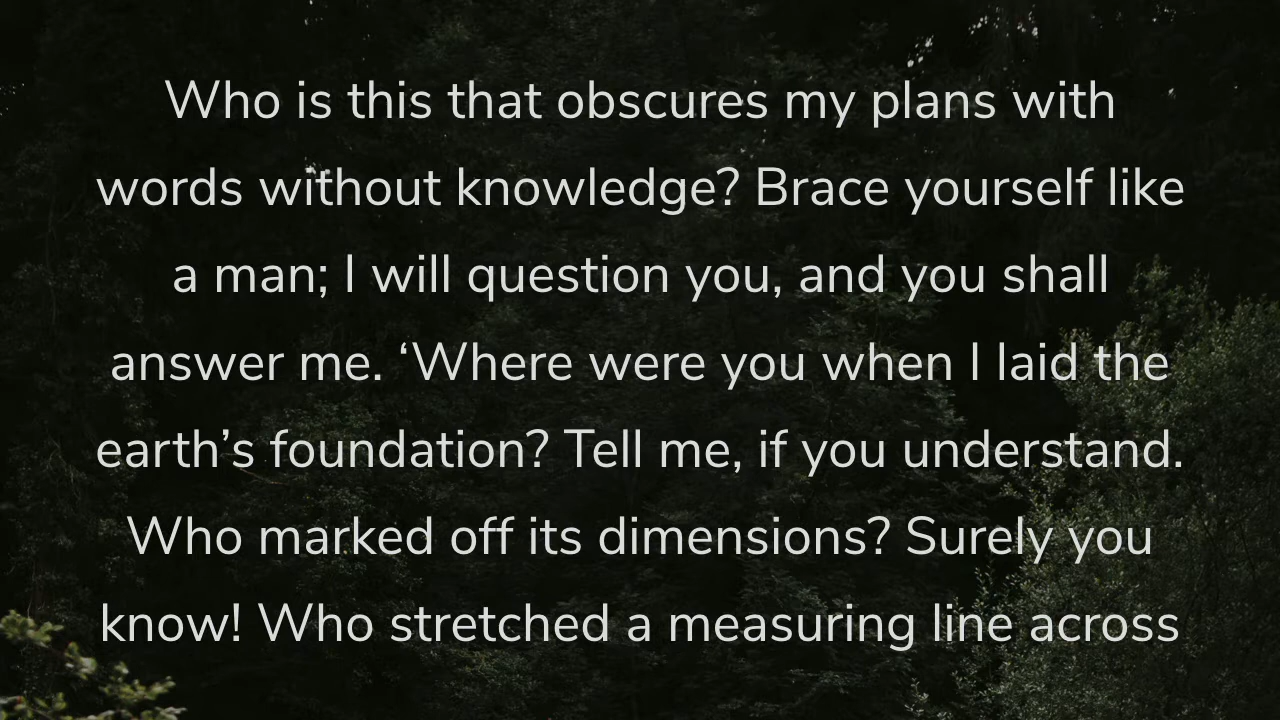 Who is this that obscures my plans with
words without knowledge? Brace yourself like
a man; I will question you, and you shall
answer me. ‘Where were you when I laid the
earth’s foundation? Tell me, if you understand.
Who marked off its dimensions? Surely you
know! Who stretched a measuring line across